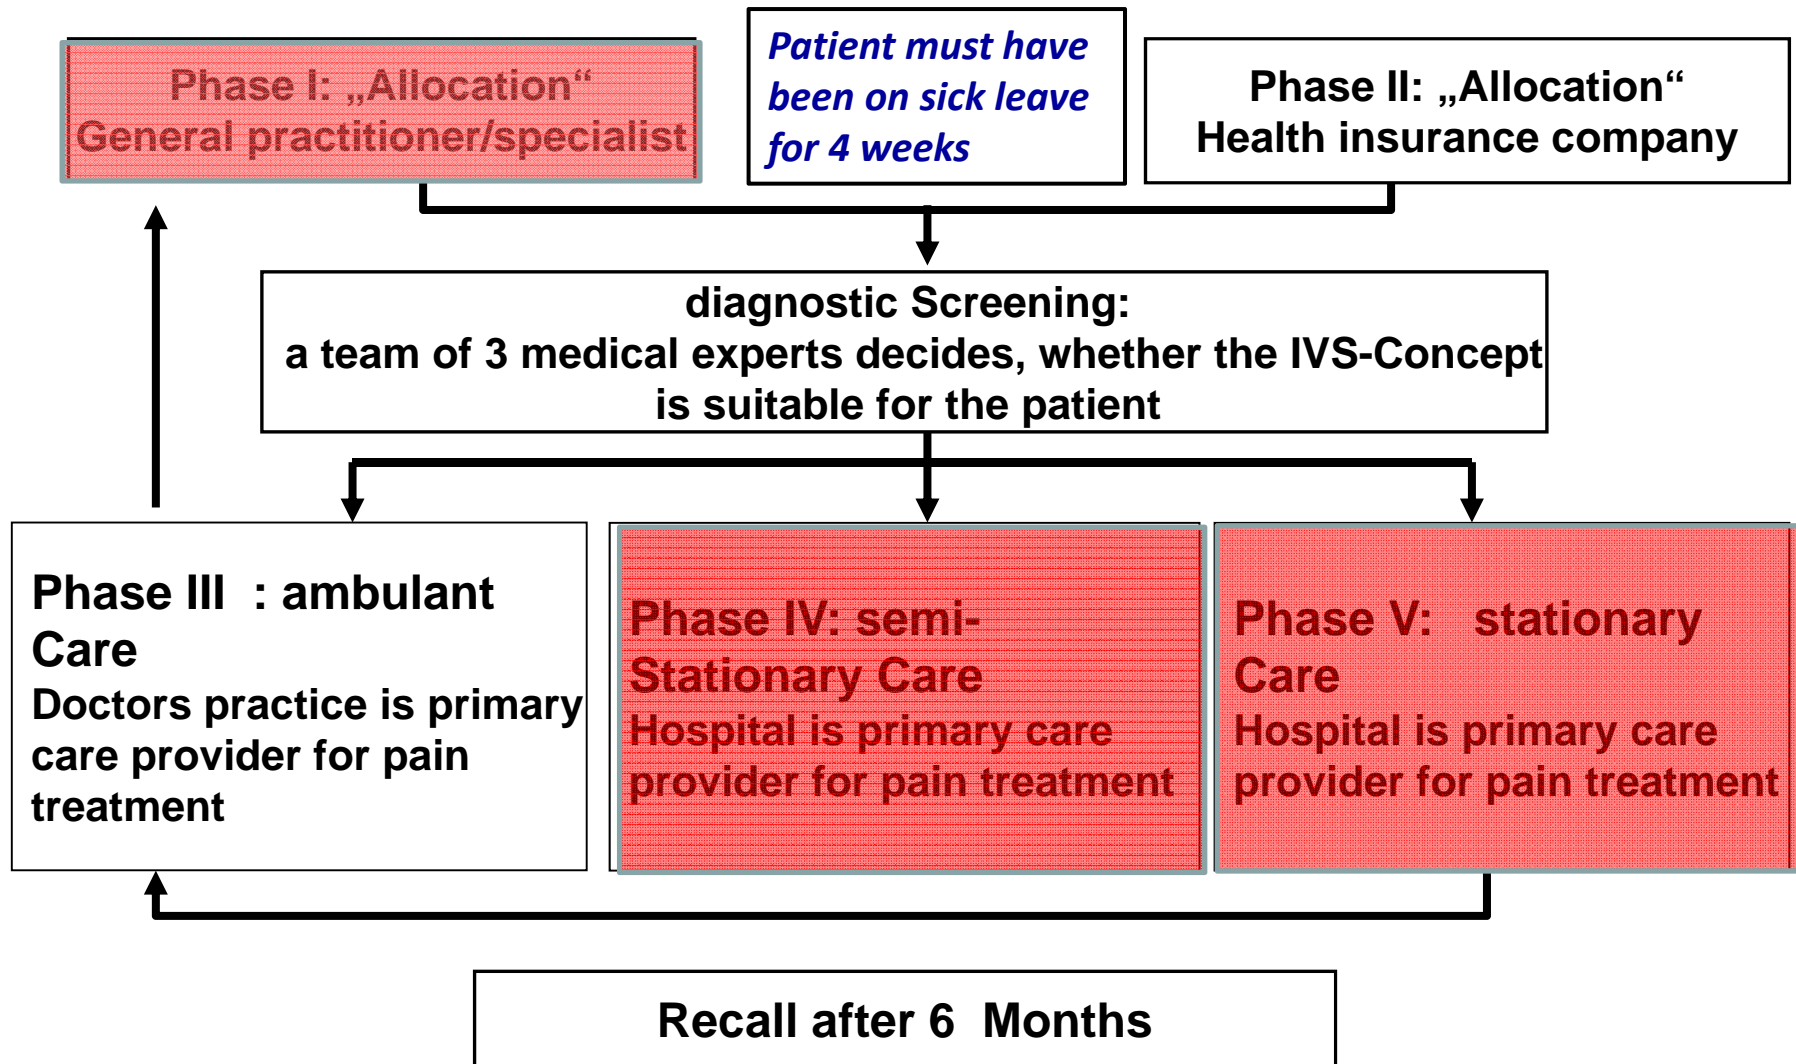 Phase I: „Allocation“
General practitioner/specialist
Patient must have
been on sick leave
for 4 weeks
Phase II: „Allocation“
Health insurance company
diagnostic Screening:
a team of 3 medical experts decides, whether the IVS-Concept
is suitable for the patient
Phase III : ambulant
Care
Doctors practice is primary
care provider for pain
treatment
Phase IV: semi-
Stationary Care
Hospital is primary care
provider for pain treatment
Phase V: stationary
Care
Hospital is primary care
provider for pain treatment
Recall after 6 Months